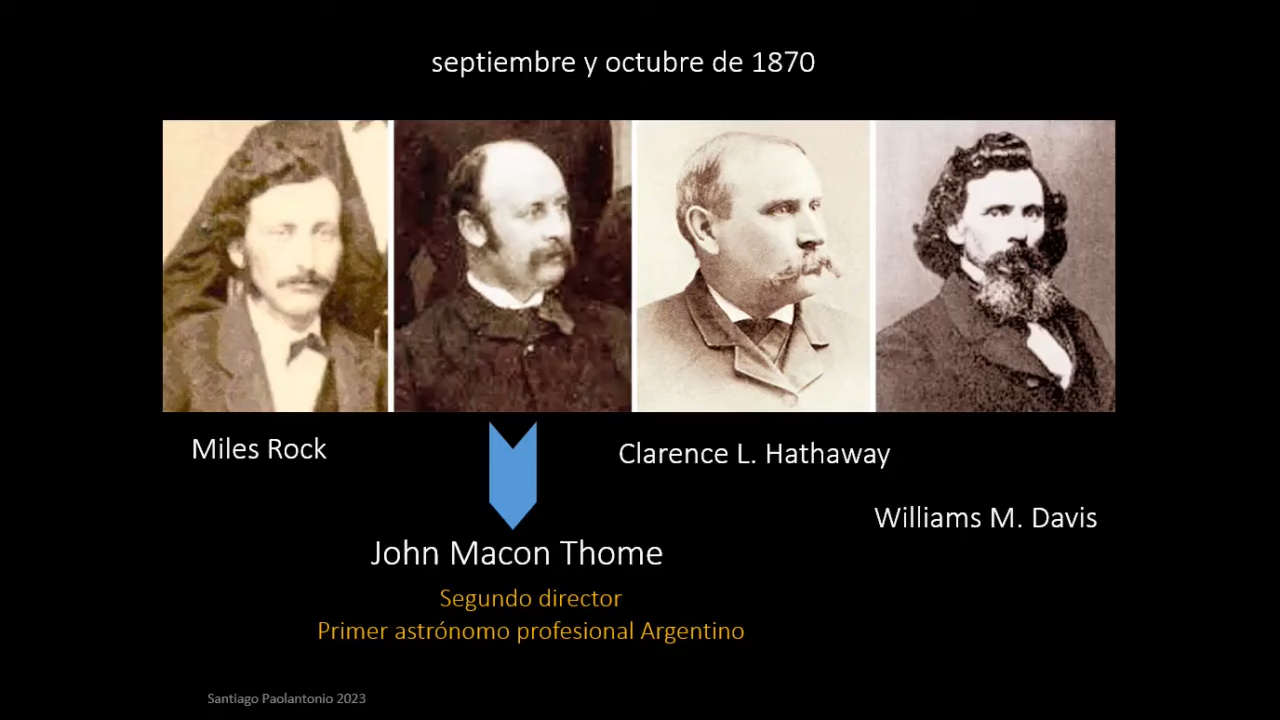 septiembre y octubre de 1870
Miles Rock
Clarence L. Hathaway
Williams M. Davis
John Macon Thome
Segundo director
Primer astrónomo profesional Argentino
Santiago Paolantonio 2023